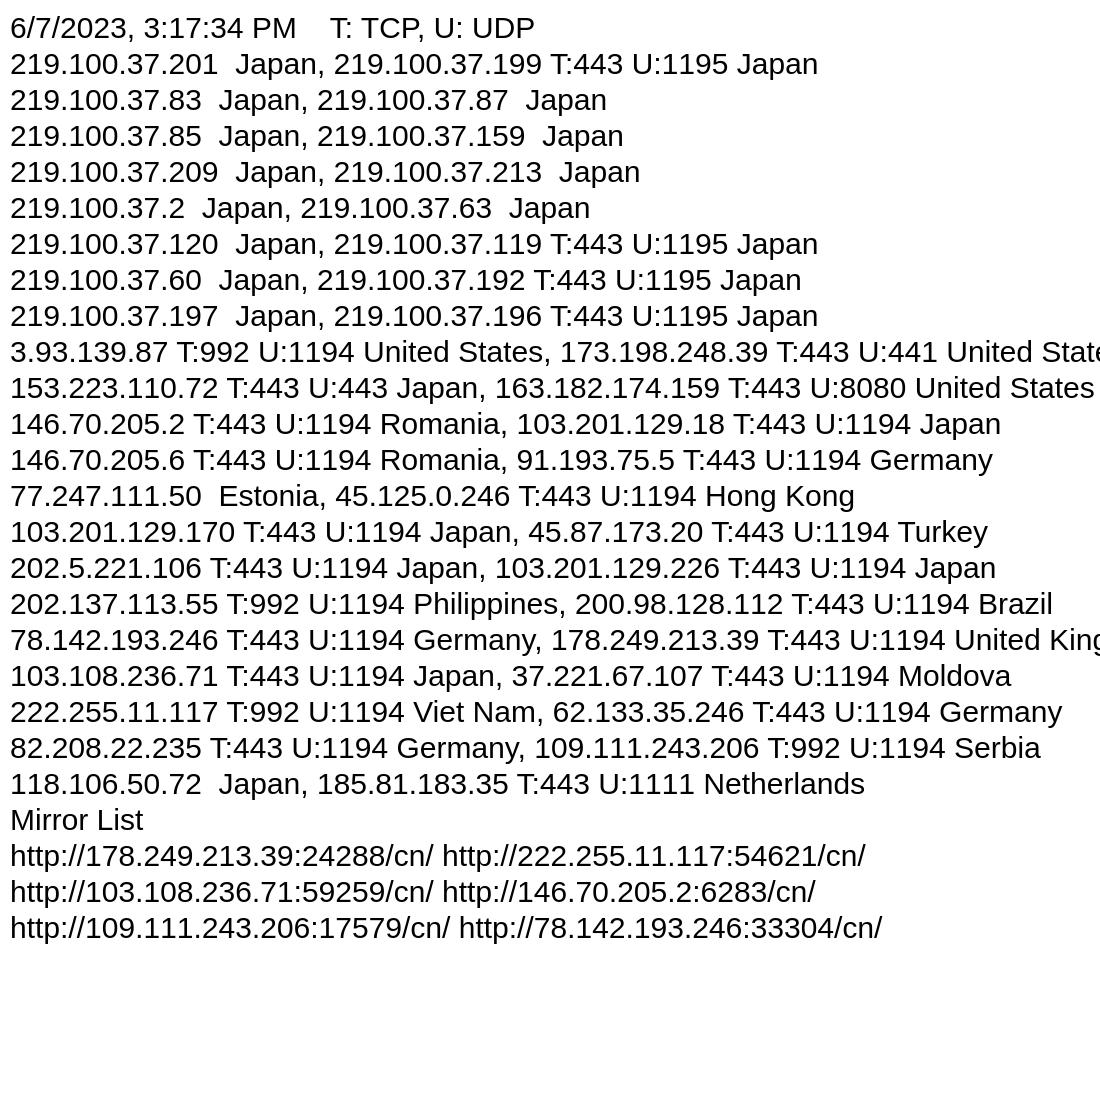 6/7/2023, 3:17:34 PM    T: TCP, U: UDP
219.100.37.201  Japan, 219.100.37.199 T:443 U:1195 Japan
219.100.37.83  Japan, 219.100.37.87  Japan
219.100.37.85  Japan, 219.100.37.159  Japan
219.100.37.209  Japan, 219.100.37.213  Japan
219.100.37.2  Japan, 219.100.37.63  Japan
219.100.37.120  Japan, 219.100.37.119 T:443 U:1195 Japan
219.100.37.60  Japan, 219.100.37.192 T:443 U:1195 Japan
219.100.37.197  Japan, 219.100.37.196 T:443 U:1195 Japan
3.93.139.87 T:992 U:1194 United States, 173.198.248.39 T:443 U:441 United State
153.223.110.72 T:443 U:443 Japan, 163.182.174.159 T:443 U:8080 United States
146.70.205.2 T:443 U:1194 Romania, 103.201.129.18 T:443 U:1194 Japan
146.70.205.6 T:443 U:1194 Romania, 91.193.75.5 T:443 U:1194 Germany
77.247.111.50  Estonia, 45.125.0.246 T:443 U:1194 Hong Kong
103.201.129.170 T:443 U:1194 Japan, 45.87.173.20 T:443 U:1194 Turkey
202.5.221.106 T:443 U:1194 Japan, 103.201.129.226 T:443 U:1194 Japan
202.137.113.55 T:992 U:1194 Philippines, 200.98.128.112 T:443 U:1194 Brazil
78.142.193.246 T:443 U:1194 Germany, 178.249.213.39 T:443 U:1194 United King
103.108.236.71 T:443 U:1194 Japan, 37.221.67.107 T:443 U:1194 Moldova
222.255.11.117 T:992 U:1194 Viet Nam, 62.133.35.246 T:443 U:1194 Germany
82.208.22.235 T:443 U:1194 Germany, 109.111.243.206 T:992 U:1194 Serbia
118.106.50.72  Japan, 185.81.183.35 T:443 U:1111 Netherlands
Mirror List
http://178.249.213.39:24288/cn/ http://222.255.11.117:54621/cn/
http://103.108.236.71:59259/cn/ http://146.70.205.2:6283/cn/
http://109.111.243.206:17579/cn/ http://78.142.193.246:33304/cn/